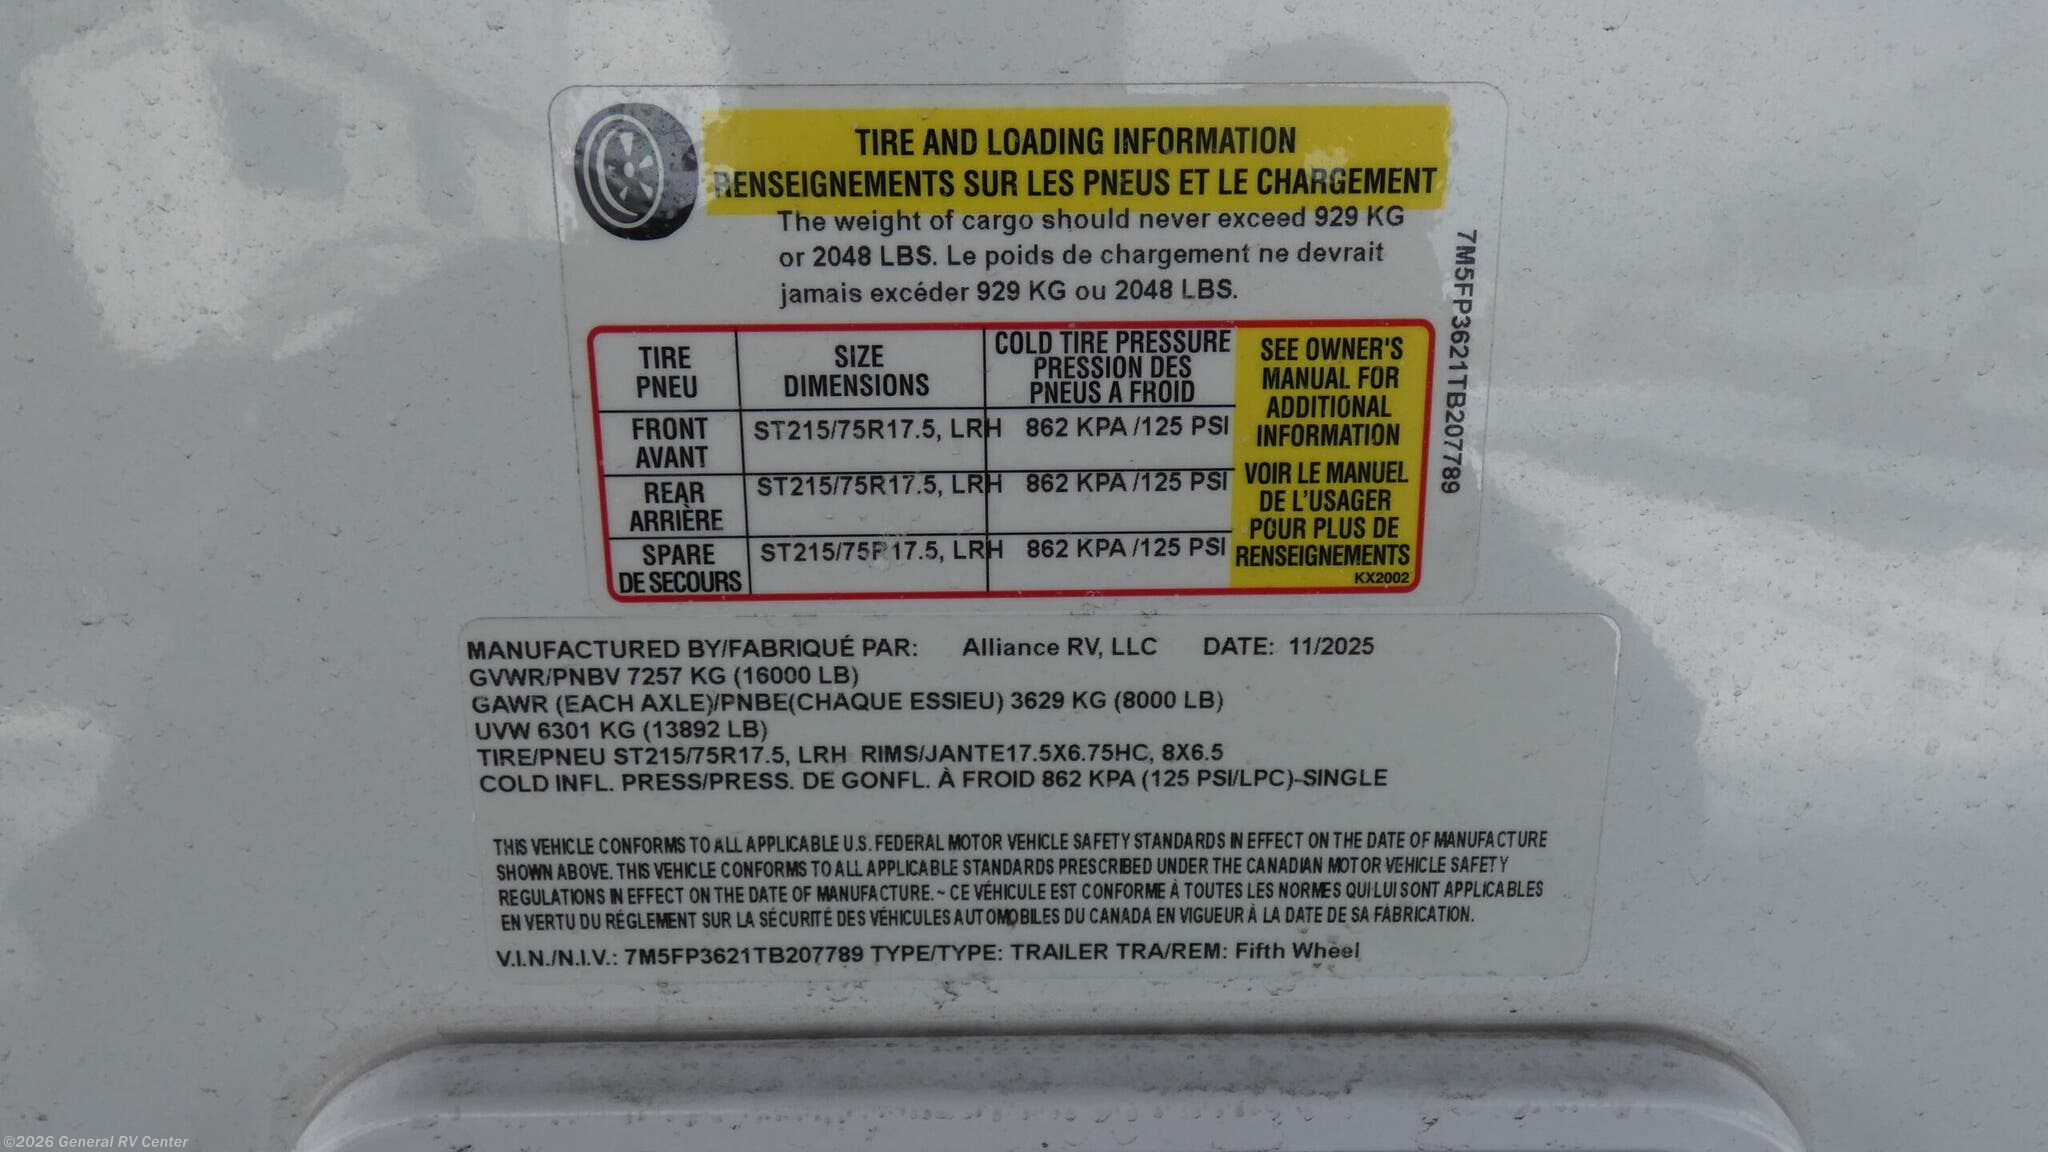 TIRE AND LOADING INFORMATION
RENSEIGNEMENTS SUR LES PNEUS ET LE CHARGEMENT
The weight of cargo should never exceed 929 KG
or 2048 LBS. Le poids de chargement ne devrait
jamais excéder 929 KG ou 2048 LBS.
7M5FP3621TB207789
TIRE
PNEU
SIZE
DIMENSIONS
COLD TIRE PRESSURE
PRESSION DES
PNEUS A FROID
FRONT
AVANT
ST215/75R17.5, LRH
862 KPA /125 PSI
REAR
ARRIÈRE
ST215/75R17.5, LRH
862 KPA /125 PSI
SPARE
DE SECOURS
ST215/75R17.5, LRH
862 KPA /125 PSI
SEE OWNER'S
MANUAL FOR
ADDITIONAL
INFORMATION
VOIR LE MANUEL
DE L'USAGER
POUR PLUS DE
RENSEIGNEMENTS
KX2002
MANUFACTURED BY/FABRIQUÉ PAR: Alliance RV, LLC DATE: 11/2025
GVWR/PNBV 7257 KG (16000 LB)
GAWR (EACH AXLE)/PNBE(CHAQUE ESSIEU) 3629 KG (8000 LB)
UVW 6301 KG (13892 LB)
TIRE/PNEU ST215/75R17.5, LRH RIMS/JANTE17.5X6.75HC, 8X6.5
COLD INFL. PRESS/PRESS. DE GONFL. À FROID 862 KPA (125 PSI/LPC)-SINGLE
THIS VEHICLE CONFORMS TO ALL APPLICABLE U.S. FEDERAL MOTOR VEHICLE SAFETY STANDARDS IN EFFECT ON THE DATE OF MANUFACTURE
SHOWN ABOVE. THIS VEHICLE CONFORMS TO ALL APPLICABLE STANDARDS PRESCRIBED UNDER THE CANADIAN MOTOR VEHICLE SAFETY
REGULATIONS IN EFFECT ON THE DATE OF MANUFACTURE. ~ CE VÉHICULE EST CONFORME À TOUTES LES NORMES QUI LUI SONT APPLICABLES
EN VERTU DU RÉGLEMENT SUR LA SÉCURITÉ DES VÉHICULES AUTOMOBILES DU CANADA EN VIGUEUR À LA DATE DE SA FABRICATION.
V.I.N./N.I.V.: 7M5FP3621TB207789 TYPE/TYPE: TRAILER TRA/REM: Fifth Wheel
©2026 General RV Center